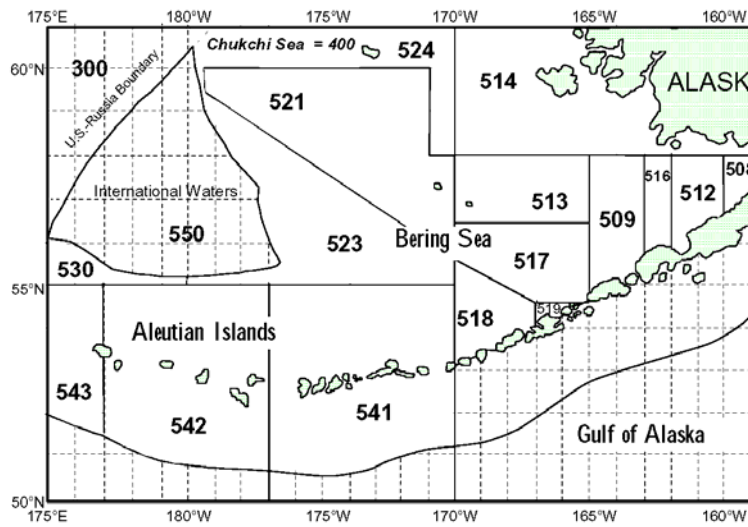 175°E 180°W 175°W 170°W 165°W 160°W
Chukchi Sea = 400
524
60°N
300
514
ALASK
521
U.S.-Russia Boundary
516
508
International Waters
513
512
509
550
523
Bering Sea
517
530
55°N
519
518
Aleutian Islands
543
542
541
Gulf of Alaska
50°N
175°E 180°W 175°W 170°W 165°W 160°W